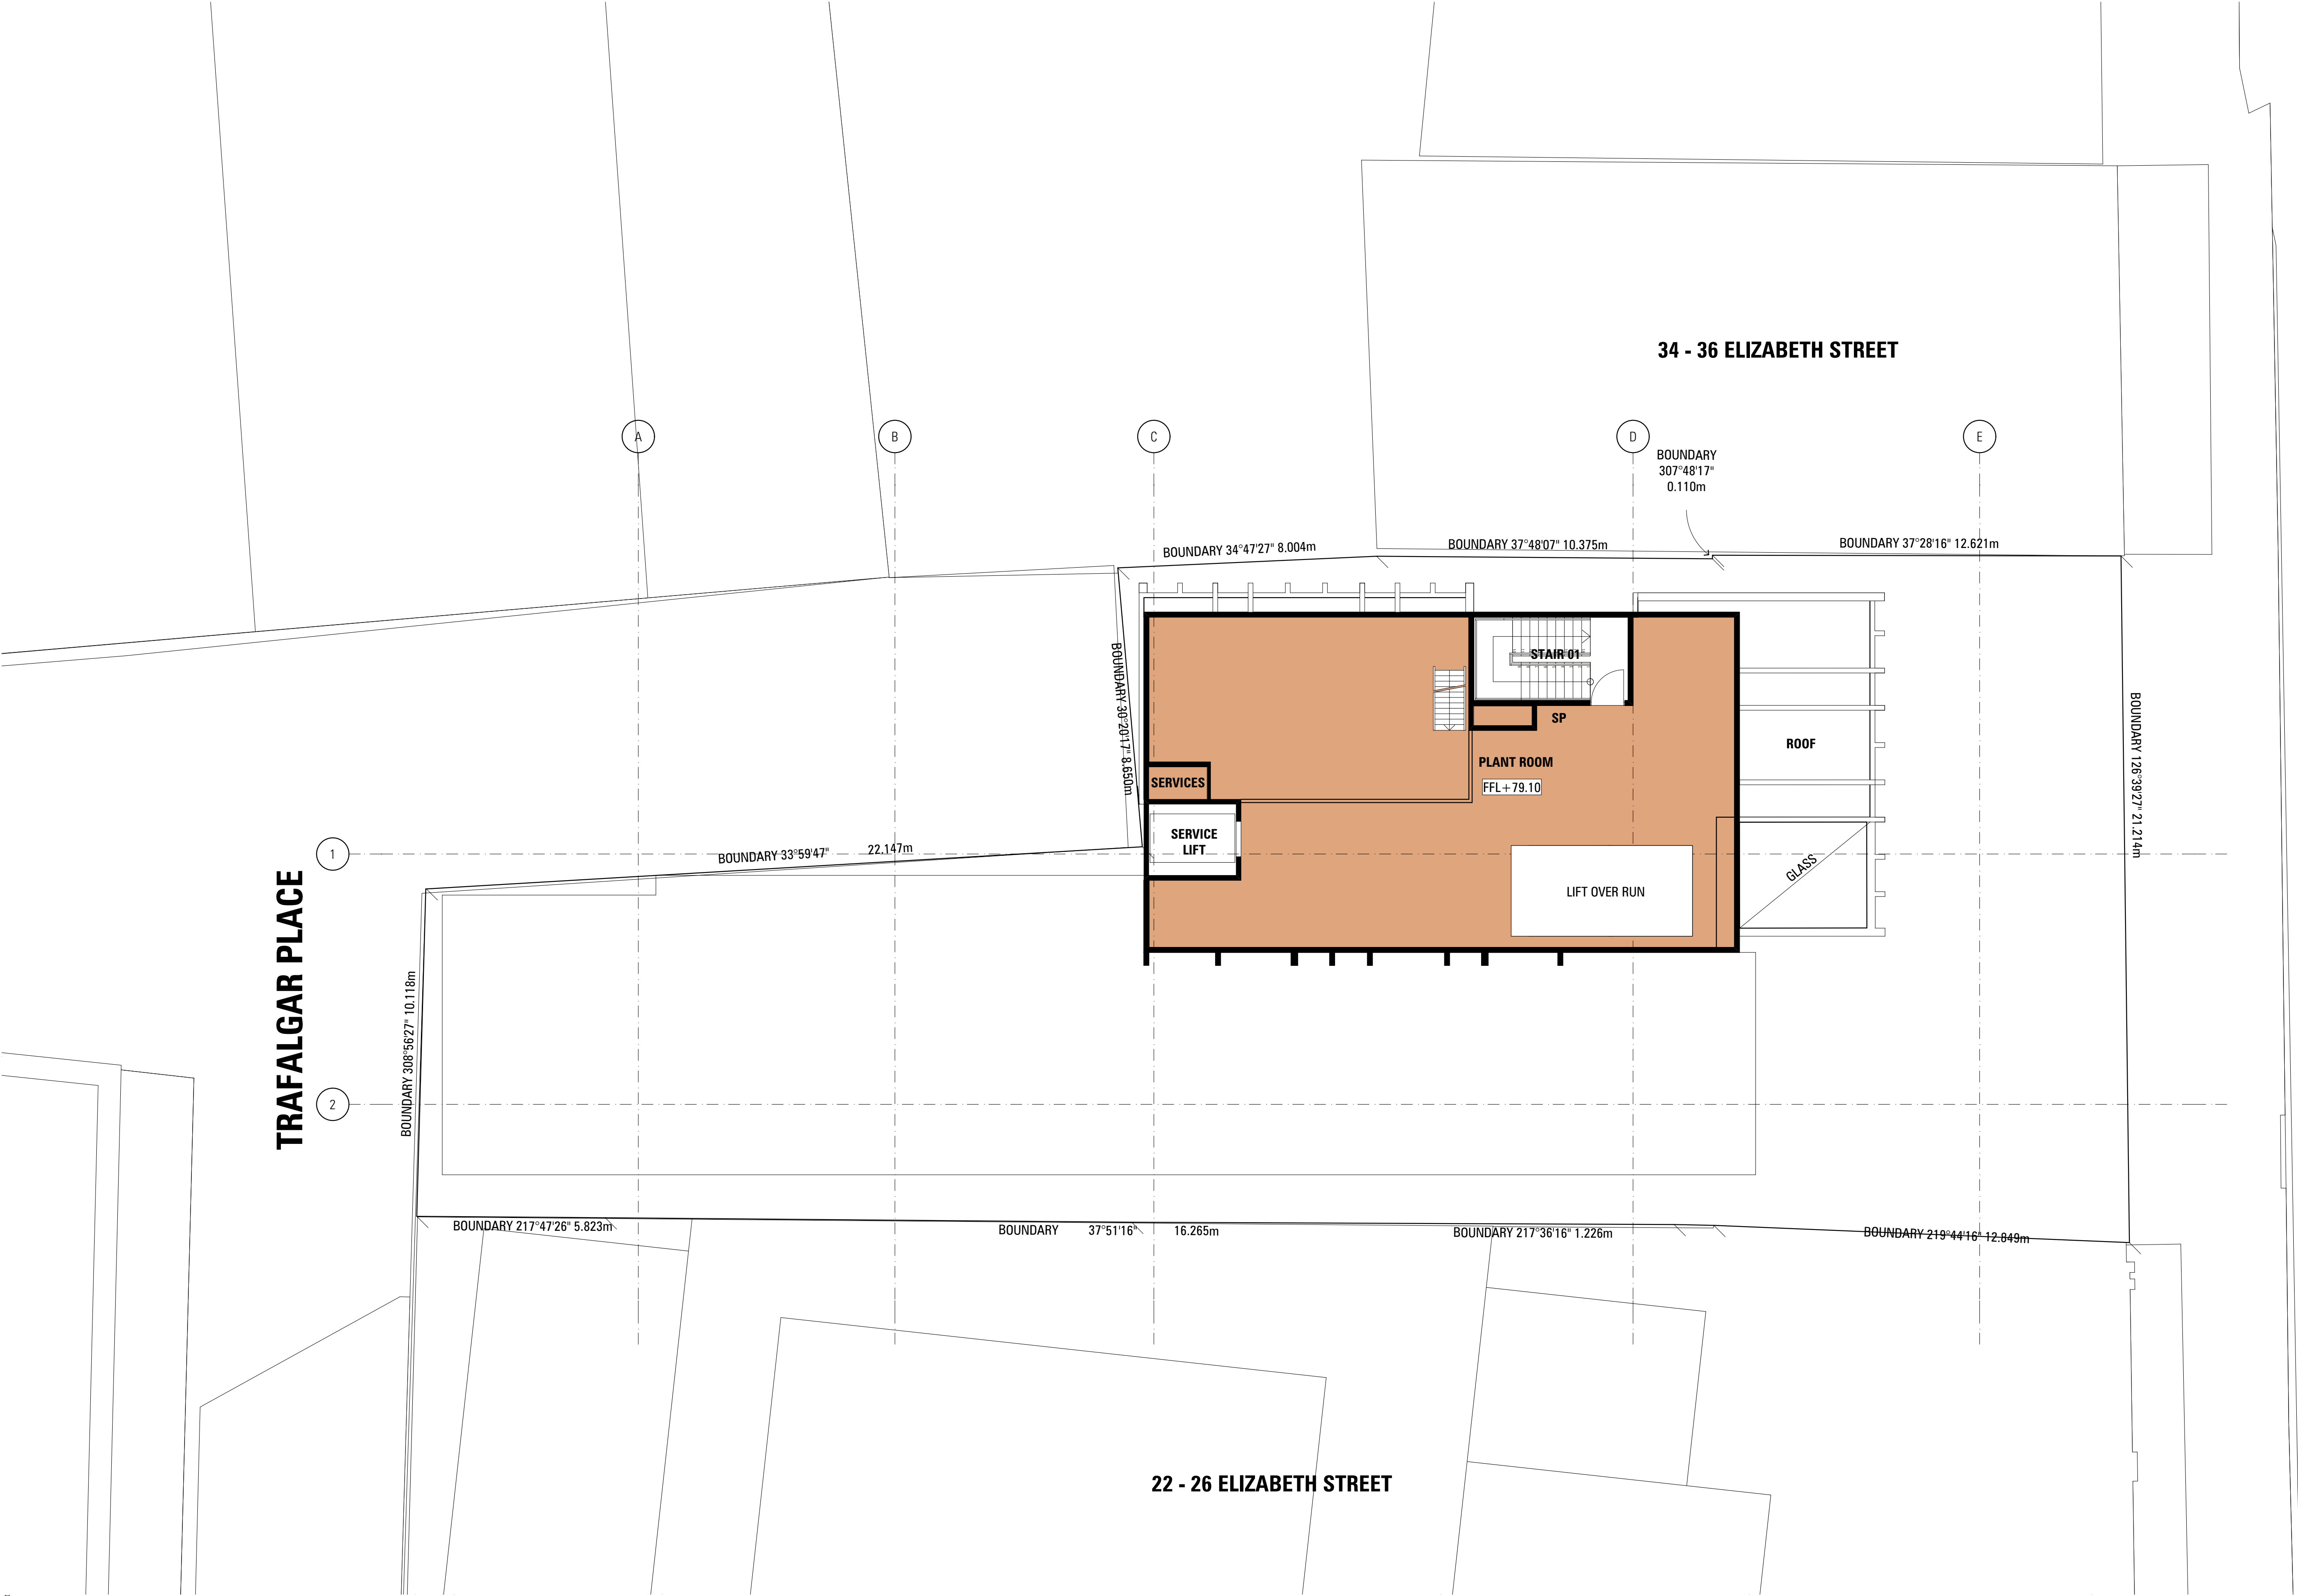 34 - 36 ELIZABETH STREET
A
B
C
D
E
BOUNDARY
307°48'17"
0.110m
BOUNDARY 34°47'27" 8.004m
BOUNDARY 37°48'07" 10.375m
BOUNDARY 37°28'16" 12.621m
BOUNDARY 30°20'17" 8.650m
STAIR 01
SP
BOUNDARY 126°39'27" 21.214m
ROOF
PLANT ROOM
FFL+79.10
SERVICES
SERVICE
LIFT
1
BOUNDARY 33°59'47" 22.147m
GLASS
LIFT OVER RUN
TRAFALGAR PLACE
BOUNDARY 308°56'27" 10.118m
2
BOUNDARY 217°47'26" 5.823m
BOUNDARY 37°51'16" 16.265m
BOUNDARY 217°36'16" 1.226m
BOUNDARY 219°44'16" 12.849m
22 - 26 ELIZABETH STREET